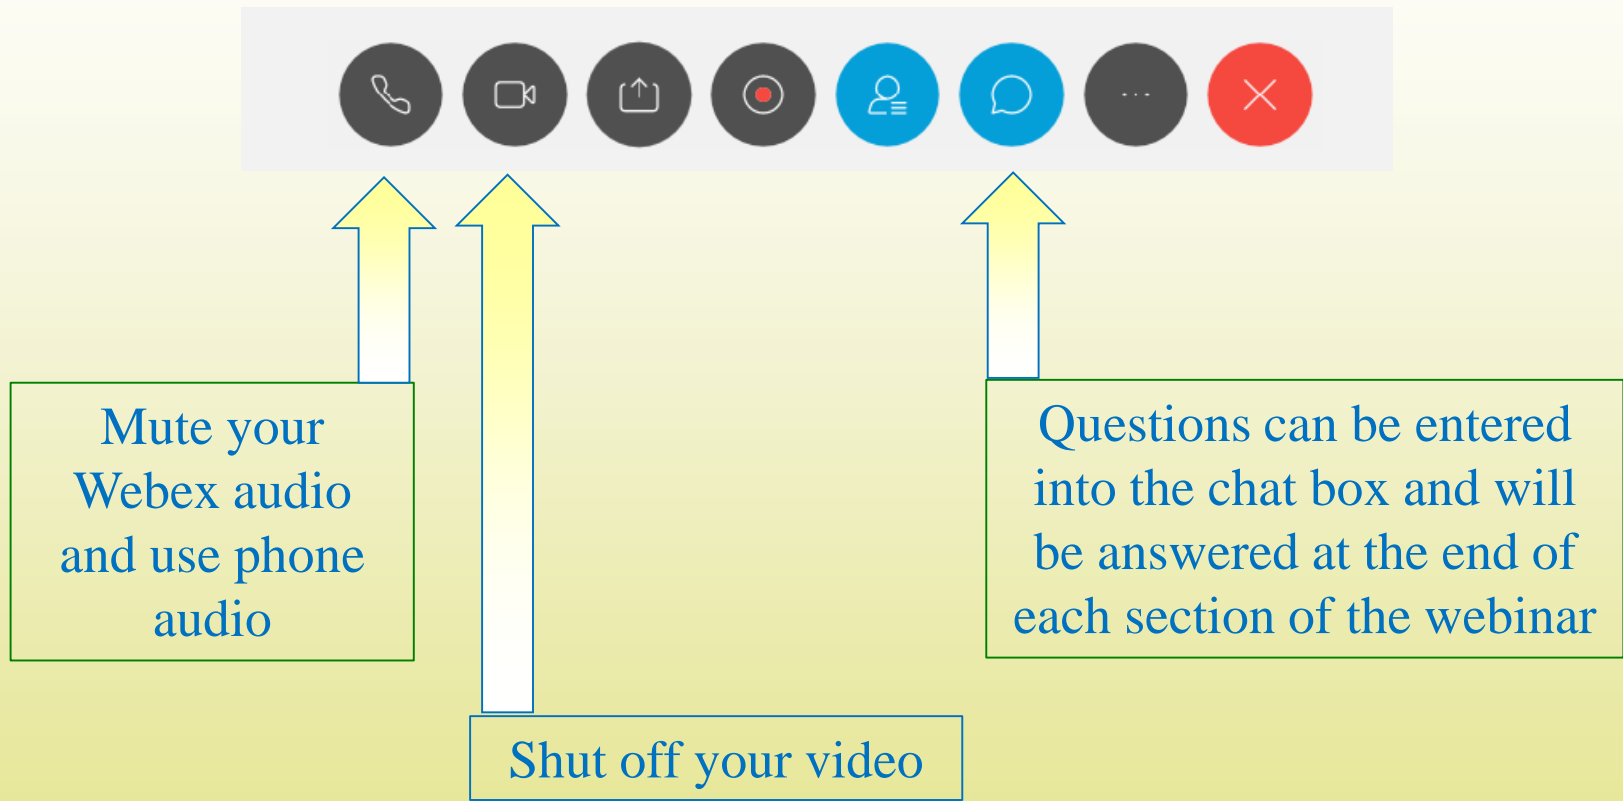 Mute your
Webex audio
and use phone
audio
Shut off your video
Questions can be entered
into the chat box and will
be answered at the end of
each section of the webinar